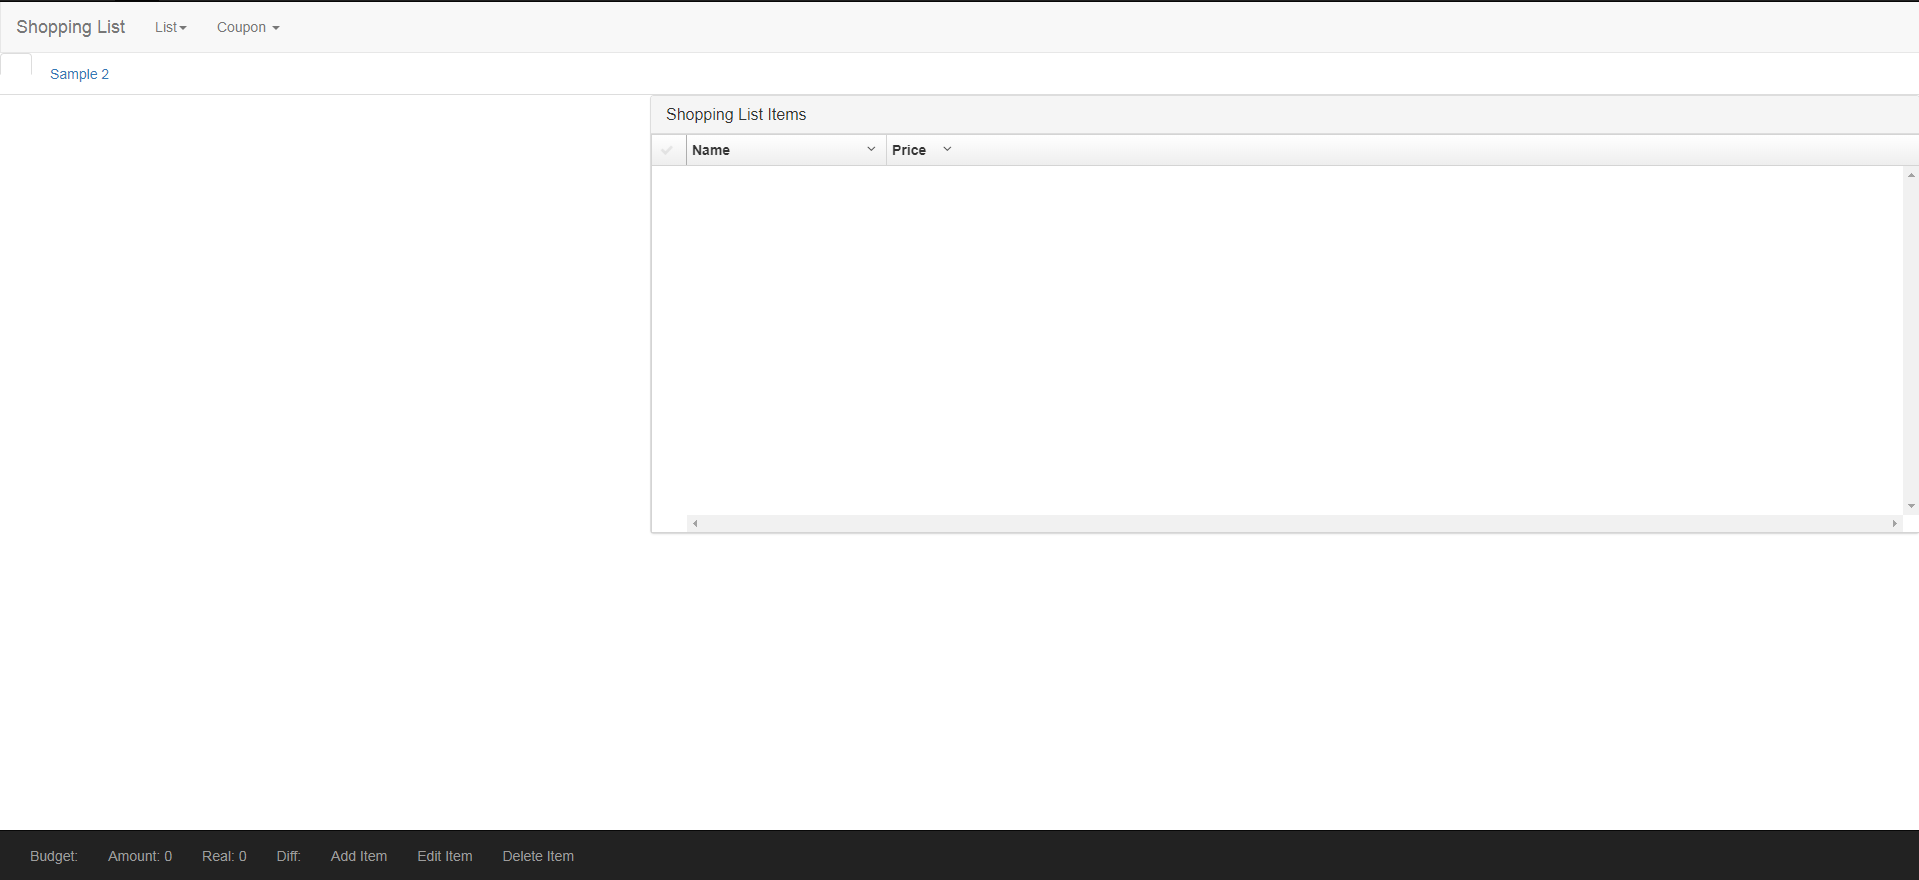 Shopping List List Coupon
Sample 2
Shopping List Items
Name Price
Budget: Amount: 0 Real: 0 Diff: Add Item Edit Item Delete Item